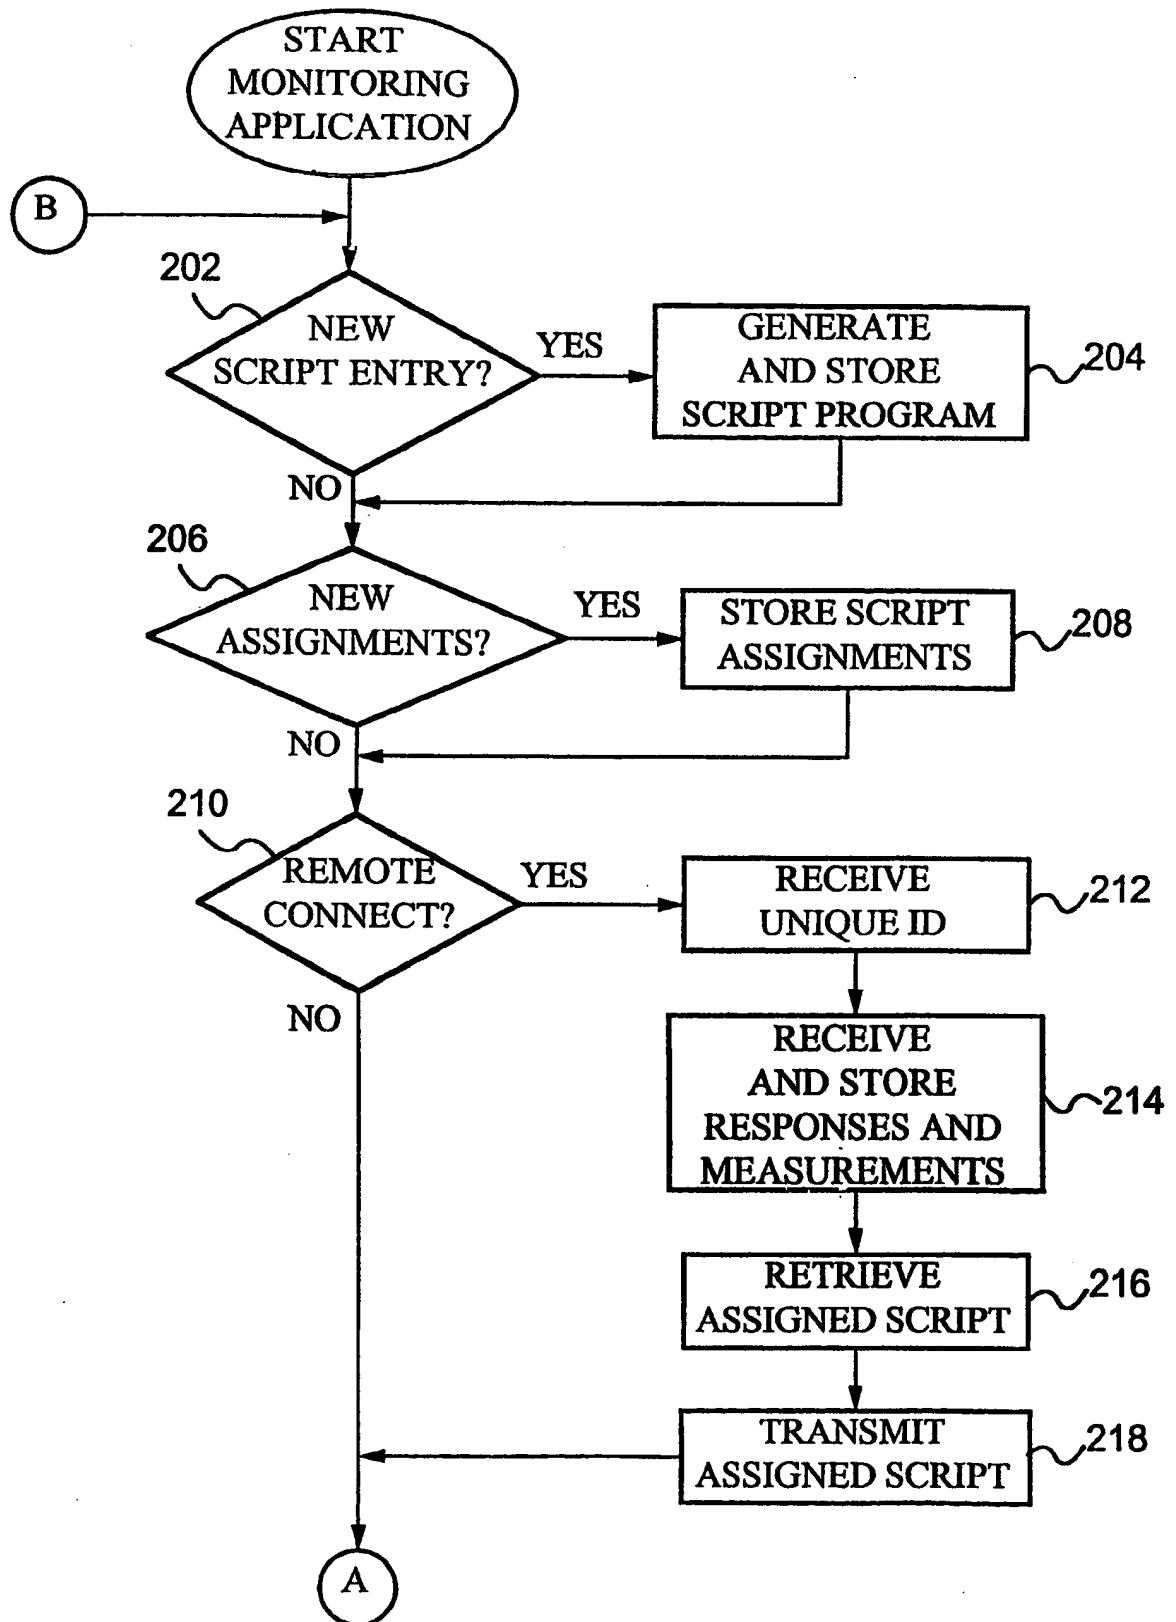 START
MONITORING
APPLICATION
B
202
NEW
SCRIPT ENTRY?
YES
GENERATE
AND STORE
SCRIPT PROGRAM
204
NO
206
NEW
ASSIGNMENTS?
YES
STORE SCRIPT
ASSIGNMENTS
208
NO
210
REMOTE
CONNECT?
YES
RECEIVE
UNIQUE ID
212
NO
RECEIVE
AND STORE
RESPONSES AND
MEASUREMENTS
214
RETRIEVE
ASSIGNED SCRIPT
216
TRANSMIT
ASSIGNED SCRIPT
218
A